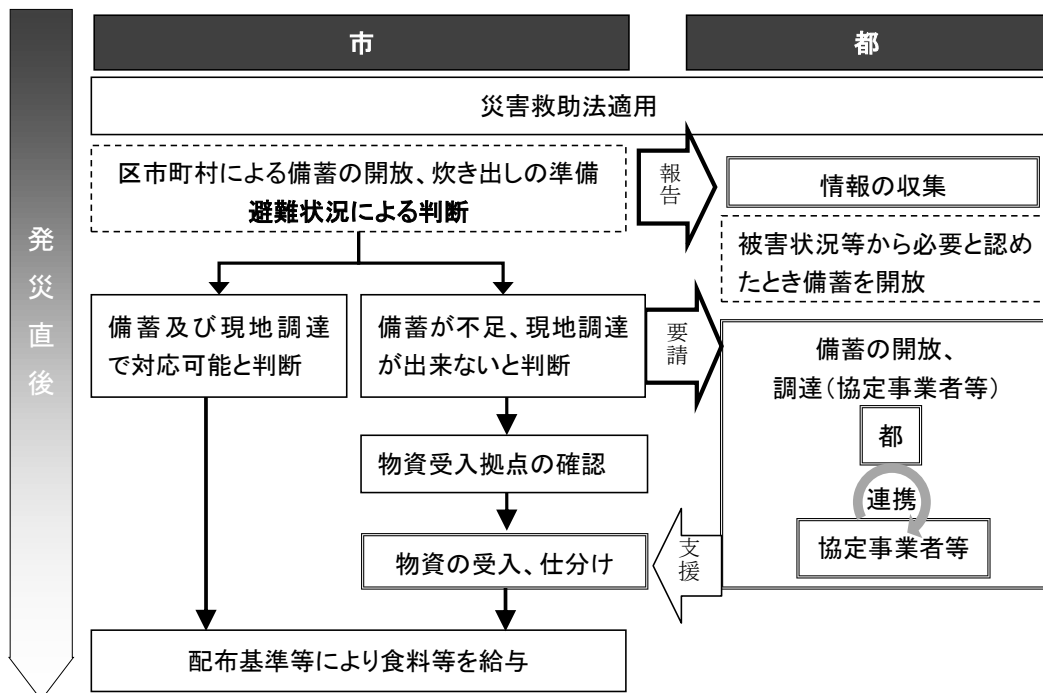 市
都
発災直後
災害救助法適用
区市町村による備蓄の開放、炊き出しの準備
避難状況による判断
報告
情報の収集
被害状況等から必要と認め
たとき備蓄を開放
備蓄及び現地調達
で対応可能と判断
備蓄が不足、現地調達
が出来ないと判断
要請
備蓄の開放、
調達（協定事業者等）
都
連携
協定事業者等
物資受入拠点の確認
物資の受入、仕分け
支援
配布基準等により食料等を給与